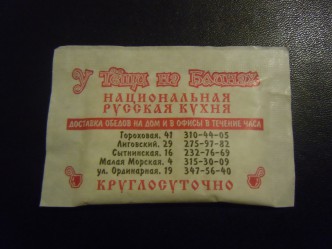 У Тёщи на Блинах
НАЦИОНАЛЬНАЯ
РУССКАЯ КУХНЯ
ДОСТАВКА ОБЕДОВ НА ДОМ И В ОФИСЫ В ТЕЧЕНИЕ ЧАСА
Гороховая, 41 310-44-05
Лиговский, 29 275-97-82
Сытнинская, 16 232-76-69
Малая Морская, 4 315-30-09
ул. Ординарная, 19 347-56-40
КРУГЛОСУТОЧНО